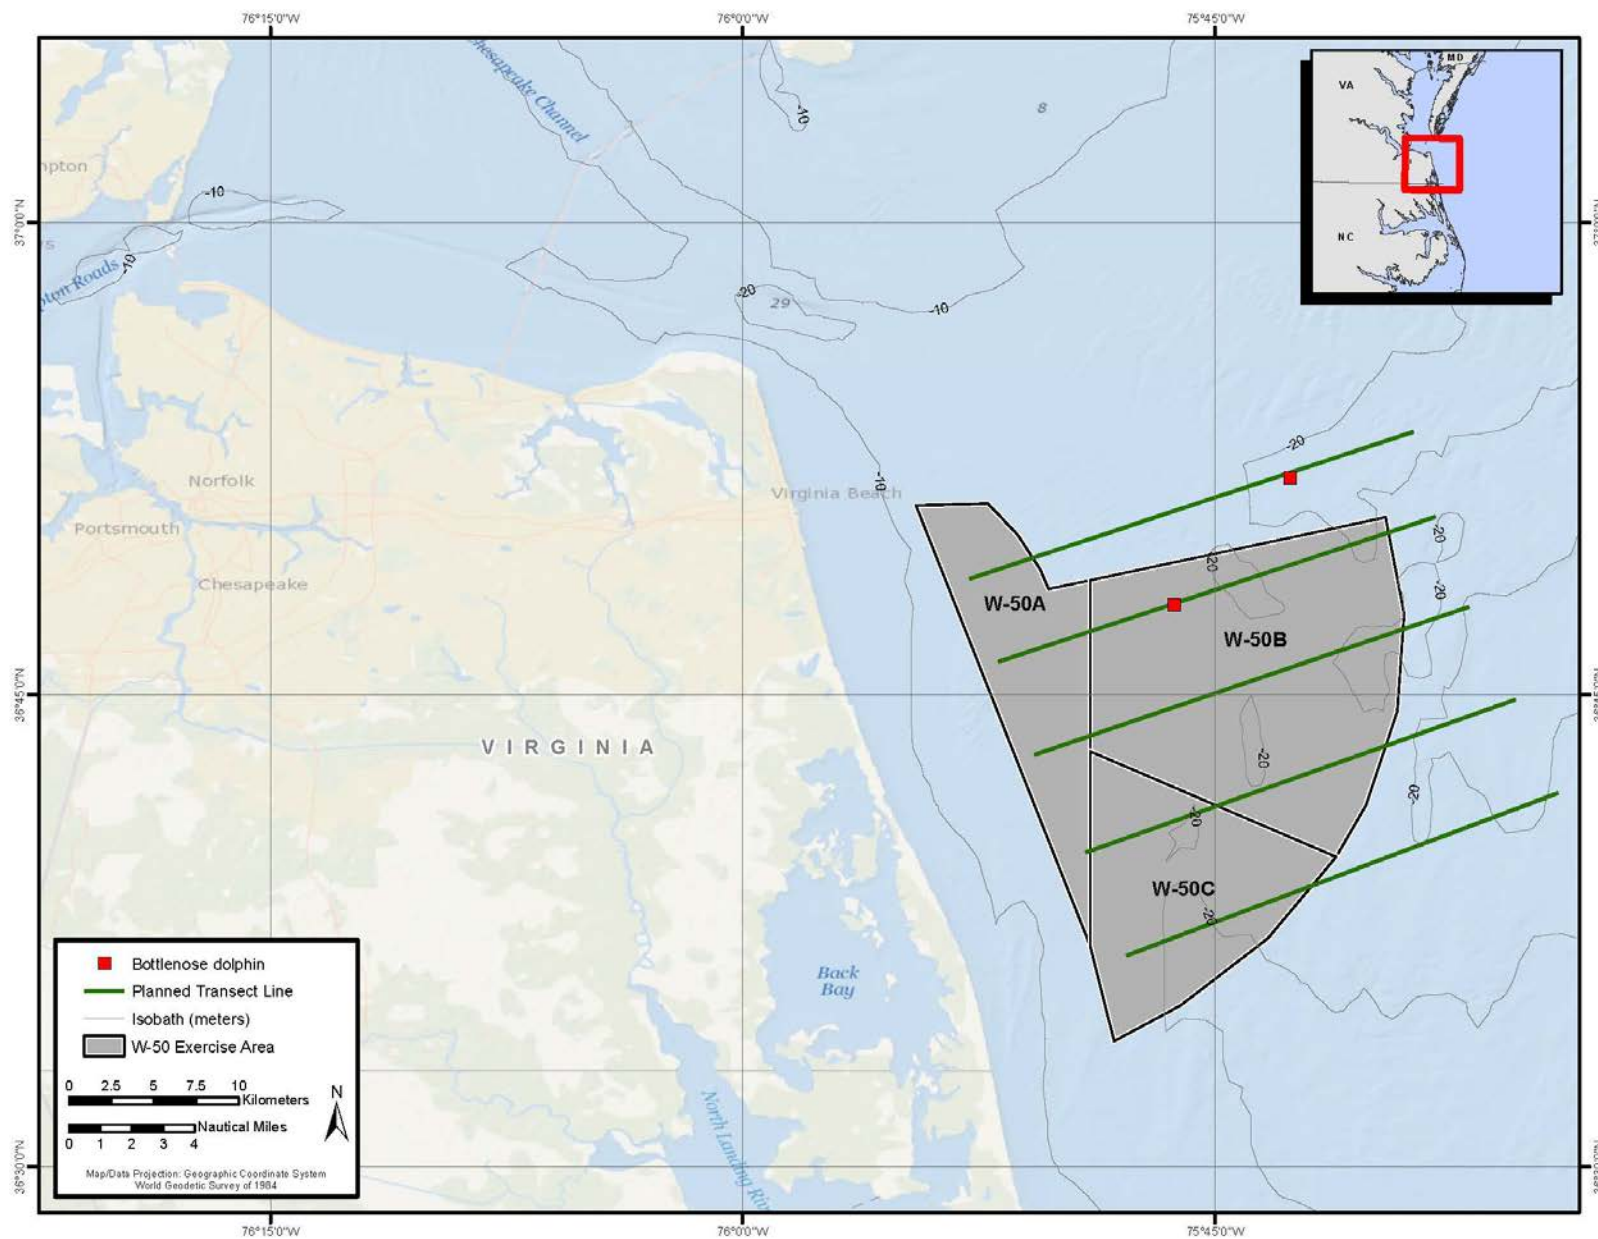 76°15'0"W
76°0'0"W
75°45'0"W
Chesapeake Channel
-10
8
MD
VA
NC
-10
37°0'0"N
-10
-20
29
-10
-20
-10
Norfolk
Virginia Beach
Portsmouth
Chesapeake
-20
-20
-20
W-50A
W-50B
36°45'0"N
VIRGINIA
-20
-20
-20
W-50C
-20
Back
Bay
North Landing
Bottlenose dolphin
Planned Transect Line
Isobath (meters)
W-50 Exercise Area
0 2.5 5 7.5 10
Kilometers
N
Nautical Miles
0 1 2 3 4
Map/Data Projection: Geographic Coordinate System
World Geodetic Survey of 1984
36°30'0"N
76°15'0"W
76°0'0"W
75°45'0"W